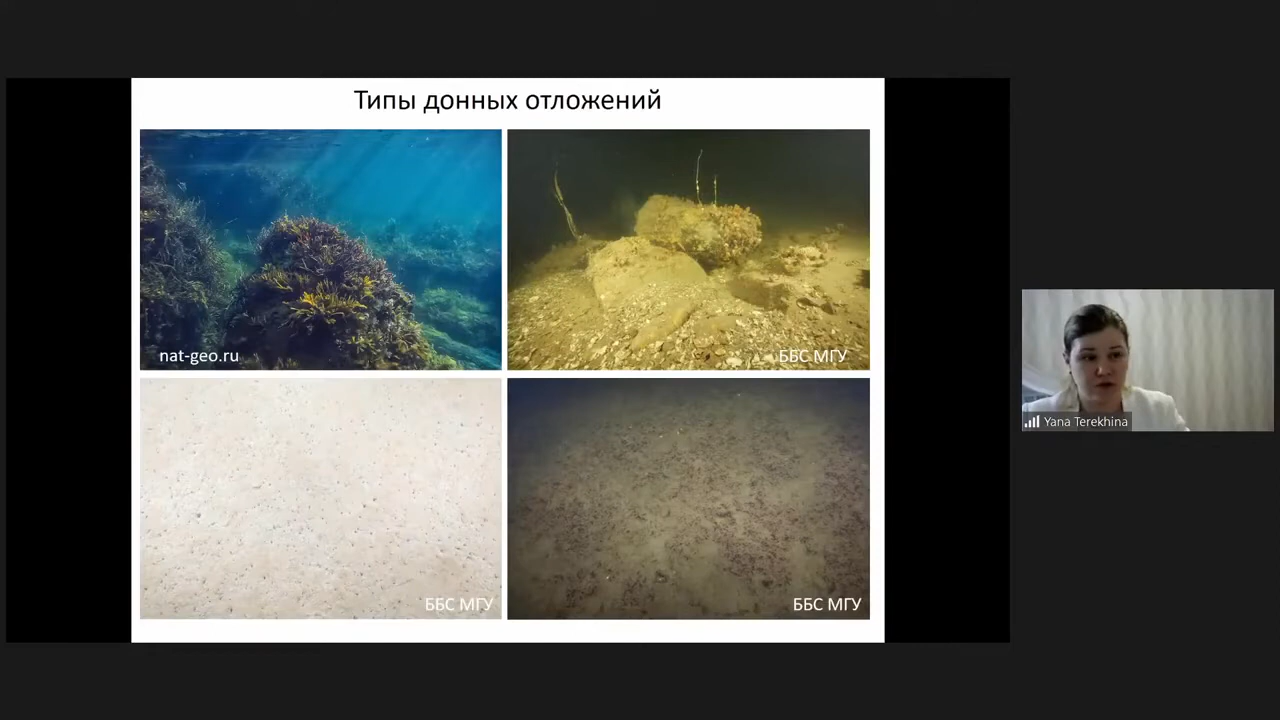 Типы донных отложений
nat-geo.ru
ББС МГУ
ББС МГУ
ББС МГУ
Yana Terekhina